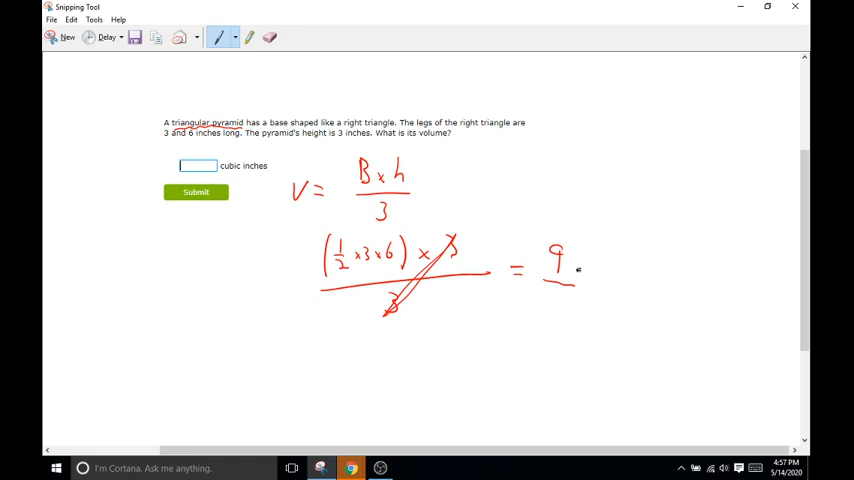 Snipping Tool
File Edit Tools Help
New Delay
A triangular pyramid has a base shaped like a right triangle. The legs of the right triangle are
3 and 6 inches long. The pyramid's height is 3 inches. What is its volume?
cubic inches
Submit
V = B x h / 3
(1/2 x 3 x 6) x 3 / 3 = 9
I'm Cortana. Ask me anything.
4:57 PM
5/14/2020